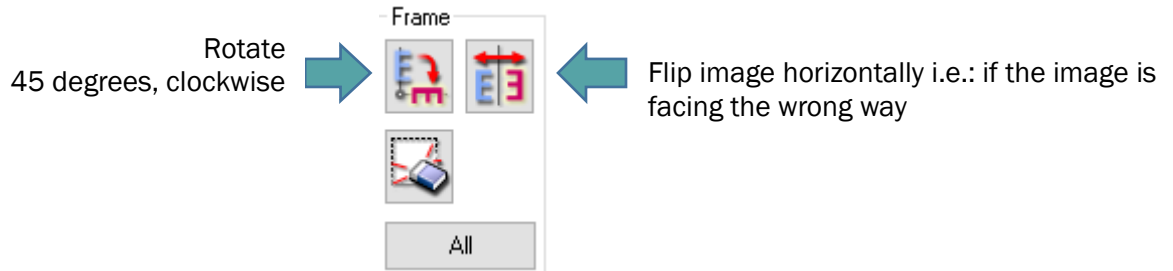 Frame
Rotate
45 degrees, clockwise
E E
E E
Flip image horizontally i.e.: if the image is
facing the wrong way
All